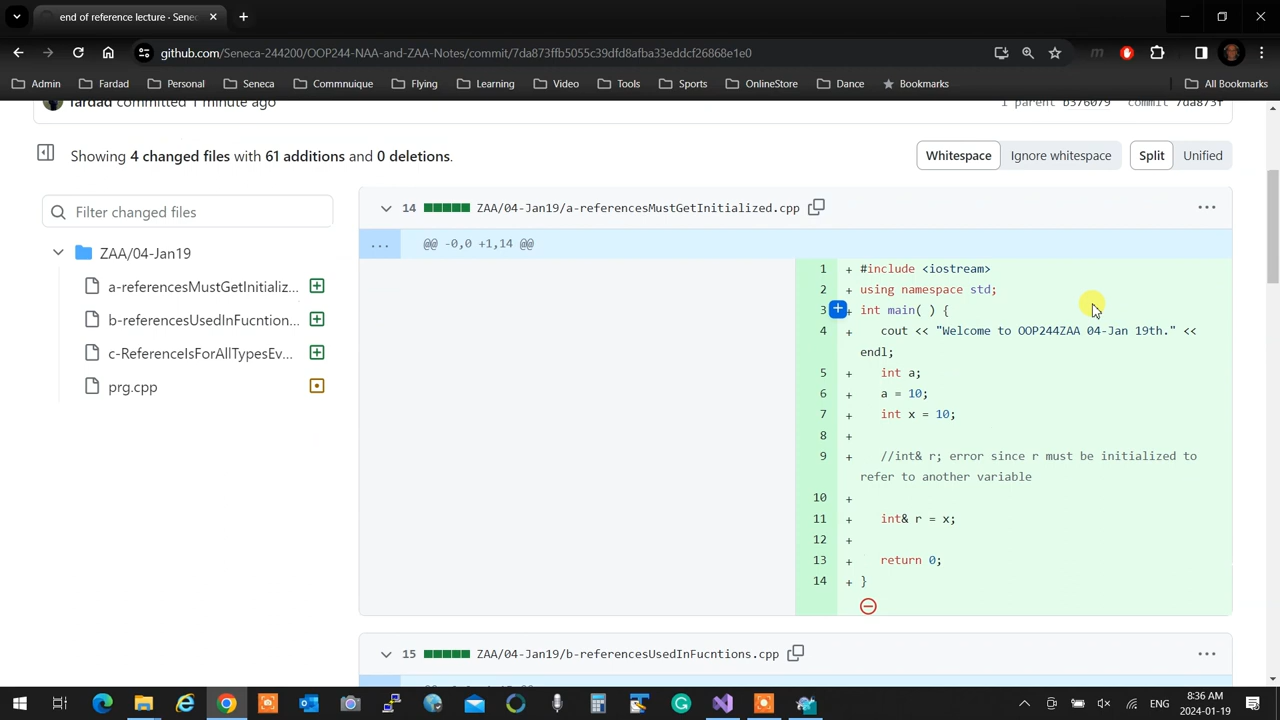 end of reference lecture · Senec
github.com/Seneca-244200/OOP244-NAA-and-ZAA-Notes/commit/7da873ffb5055c39dfd8afba33eddcf26868e1e0
Admin Fardad Personal Seneca Commnuique Flying Learning Video Tools Sports OnlineStore Dance Bookmarks All Bookmarks
fardad committed 1 minute ago 1 parent b376079 commit 7da873f
Showing 4 changed files with 61 additions and 0 deletions. Whitespace Ignore whitespace Split Unified
Filter changed files
ZAA/04-Jan19
a-referencesMustGetInitializ...
b-referencesUsedInFucntion...
c-ReferenceIsForAllTypesEv...
prg.cpp
14 ZAA/04-Jan19/a-referencesMustGetInitialized.cpp
... @@ -0,0 +1,14 @@
1 + #include <iostream>
2 + using namespace std;
3 + int main( ) {
4 + cout << "Welcome to OOP244ZAA 04-Jan 19th." <<
endl;
5 + int a;
6 + a = 10;
7 + int x = 10;
8 +
9 + //int& r; error since r must be initialized to
refer to another variable
10 +
11 + int& r = x;
12 +
13 + return 0;
14 + }
15 ZAA/04-Jan19/b-referencesUsedInFucntions.cpp
ENG
8:36 AM
2024-01-19